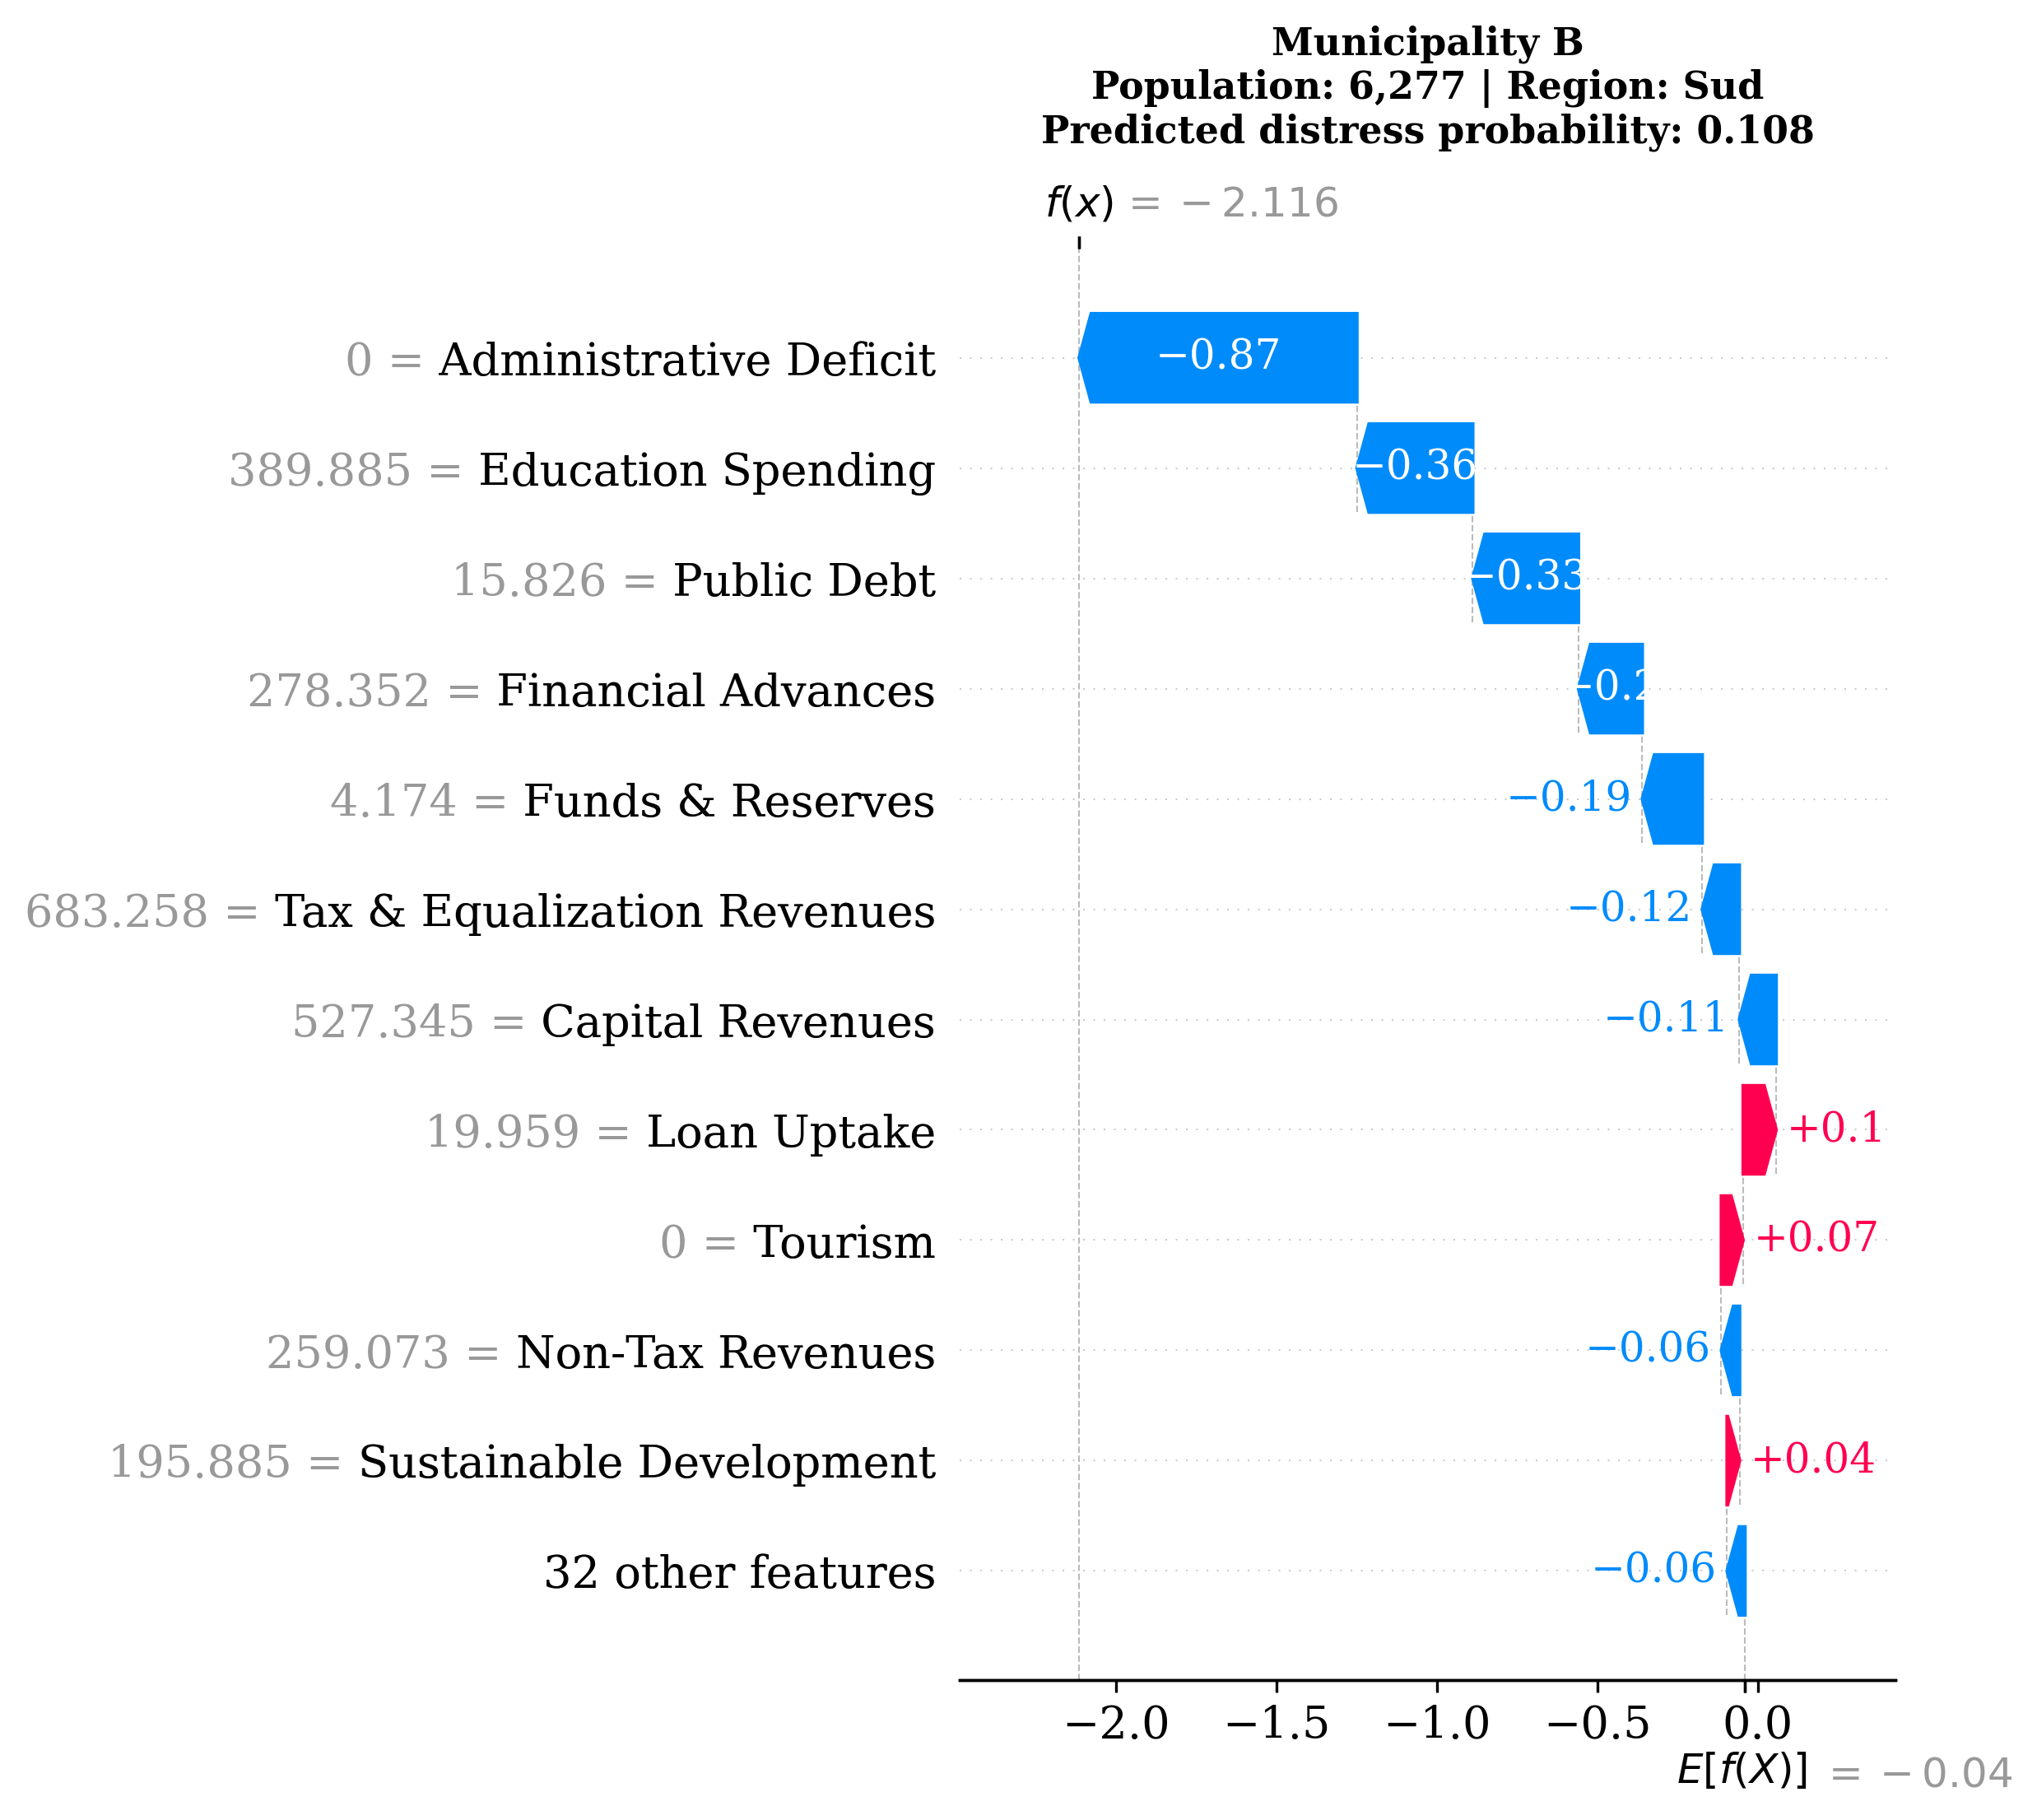 Municipality B
Population: 6,277 | Region: Sud
Predicted distress probability: 0.108
f(x) = −2.116
0 = Administrative Deficit −0.87
389.885 = Education Spending −0.36
15.826 = Public Debt −0.33
278.352 = Financial Advances
4.174 = Funds & Reserves −0.19
683.258 = Tax & Equalization Revenues −0.12
527.345 = Capital Revenues −0.11
19.959 = Loan Uptake +0.1
0 = Tourism +0.07
259.073 = Non-Tax Revenues −0.06
195.885 = Sustainable Development +0.04
32 other features −0.06
−2.0 −1.5 −1.0 −0.5 0.0
E[f(X)] = −0.04